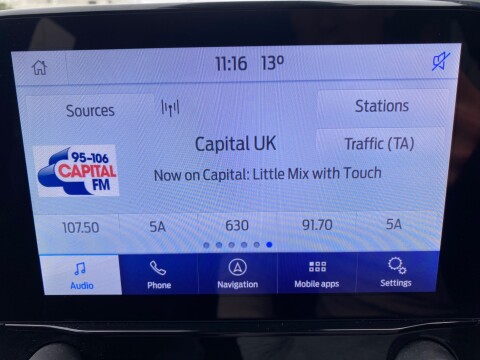 11:16 13º
Sources
Stations
Capital UK
Traffic (TA)
95-106
CAPITAL
FM
Now on Capital: Little Mix with Touch
107.50 5A 630 91.70 5A
Audio Phone Navigation Mobile apps Settings